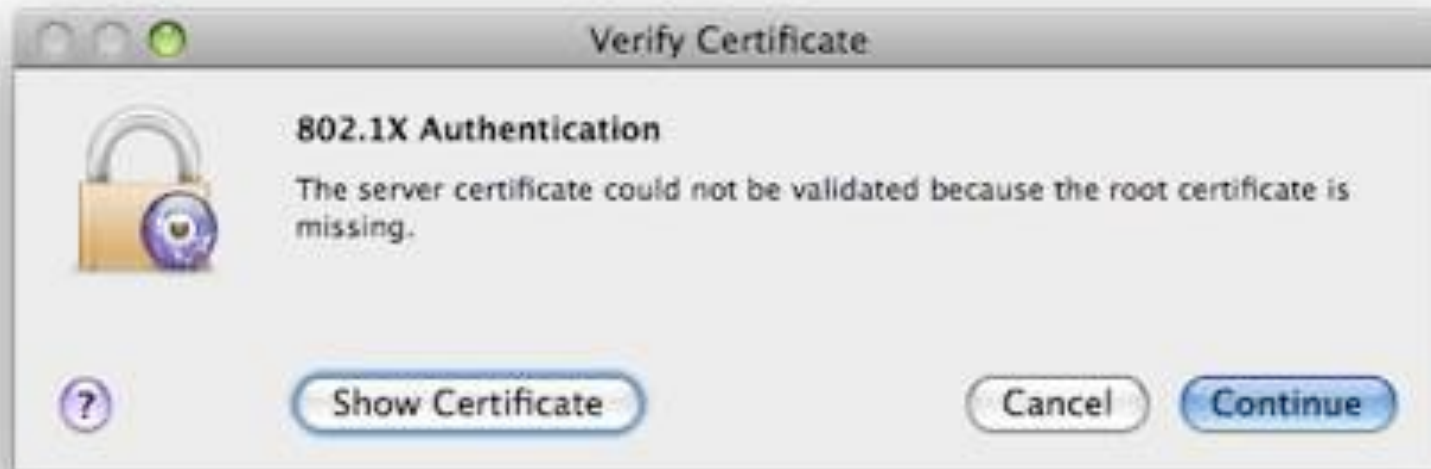 Verify Certificate
802.1X Authentication
The server certificate could not be validated because the root certificate is
missing.
?
Show Certificate
Cancel
Continue